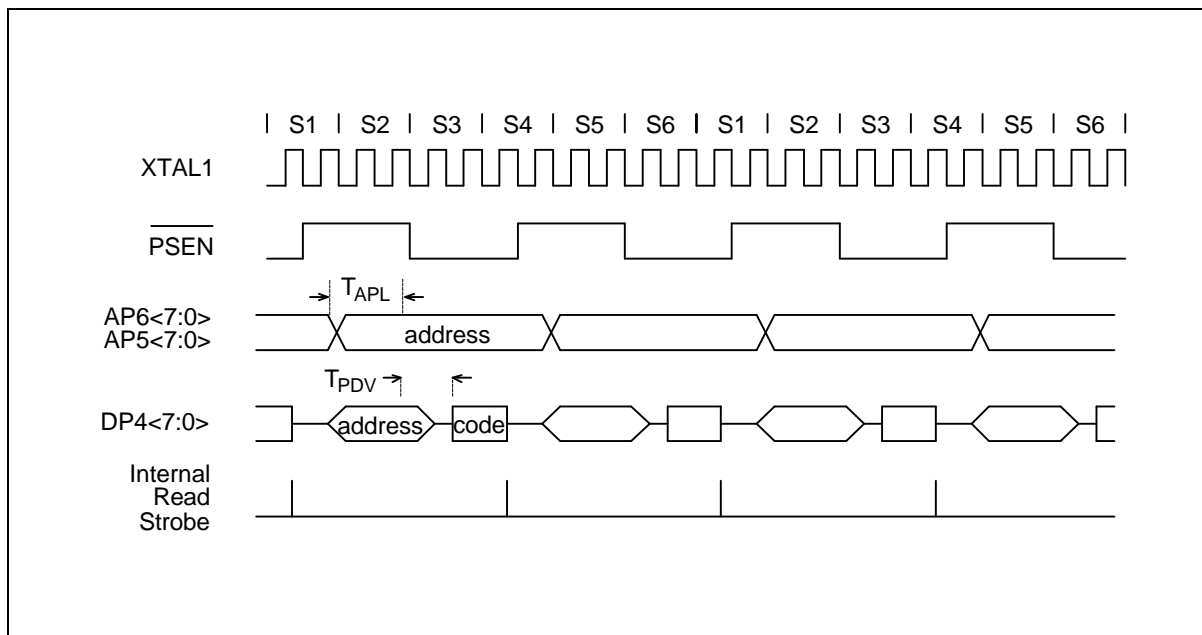 | S1 | S2 | S3 | S4 | S5 | S6 | S1 | S2 | S3 | S4 | S5 | S6 |
XTAL1
PSEN
TAPL
AP6<7:0>
AP5<7:0>
address
TPDV
DP4<7:0>
address
code
Internal
Read
Strobe